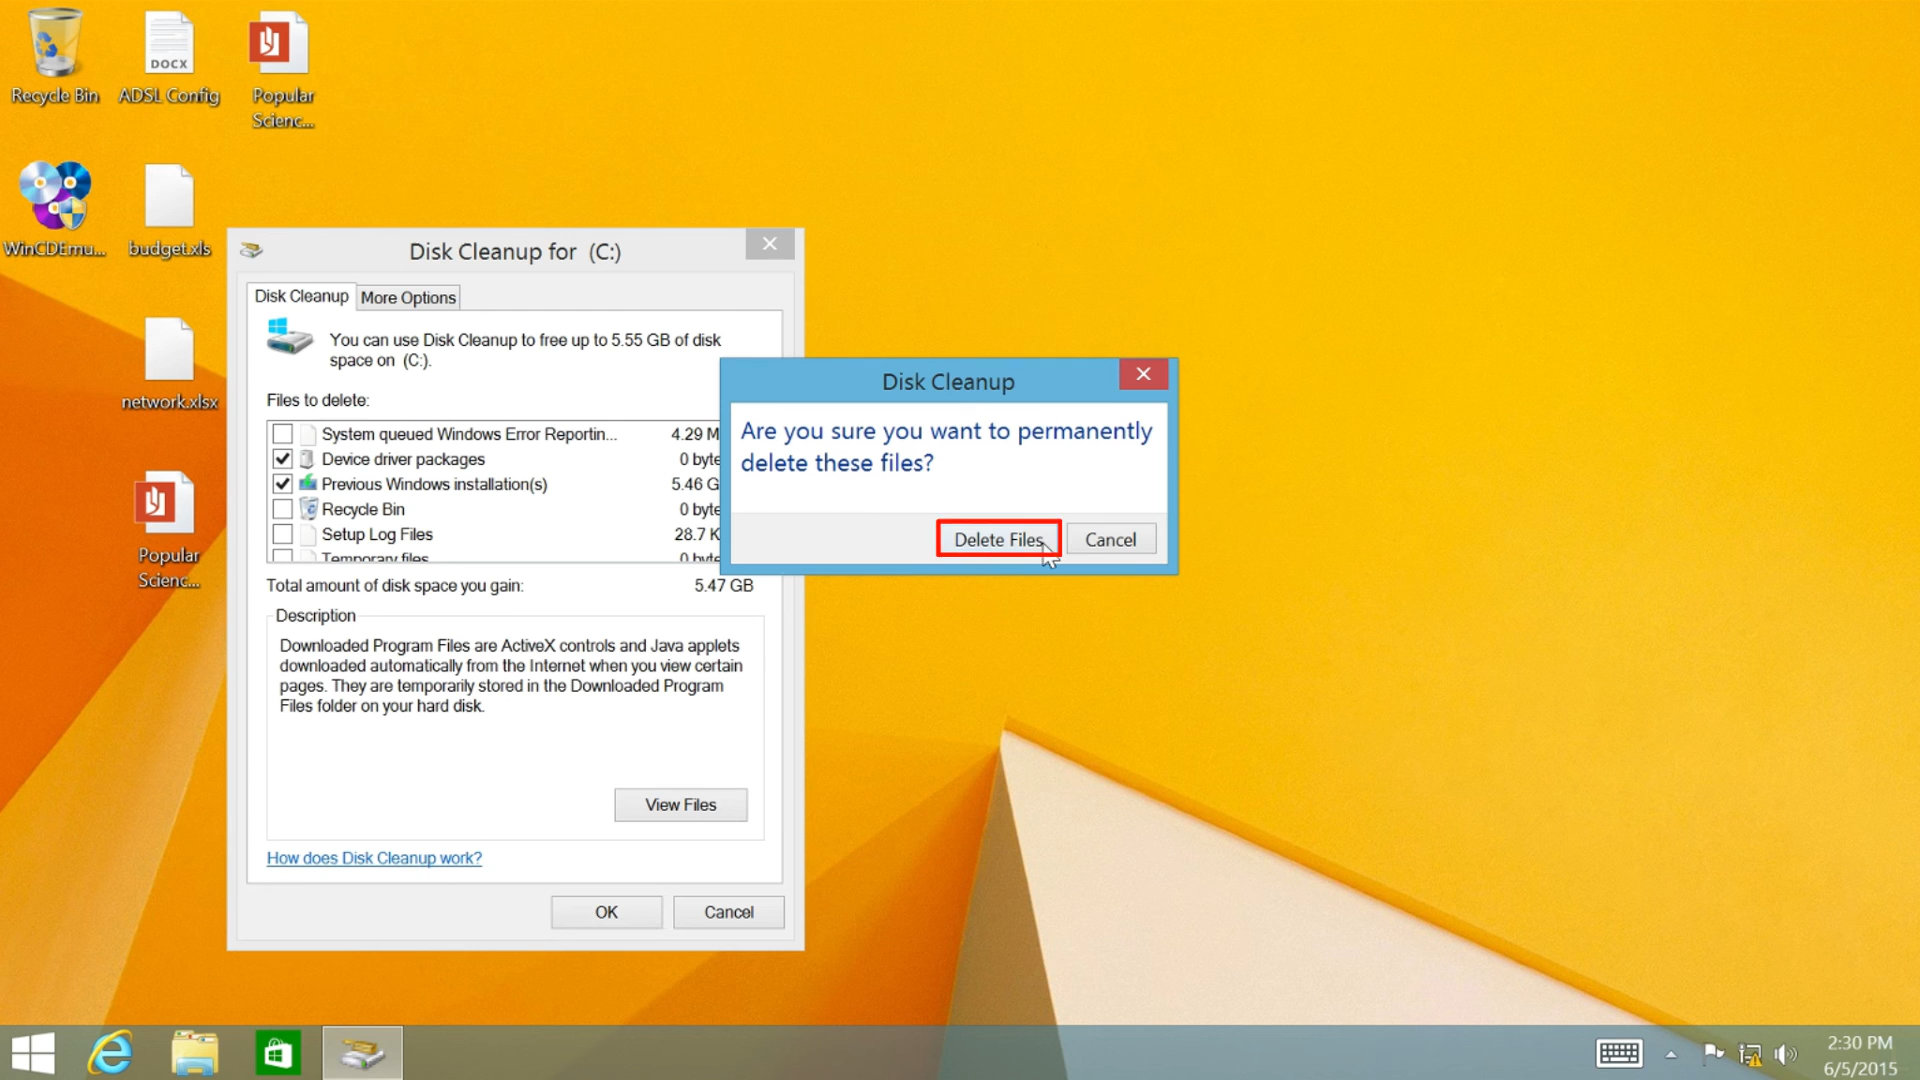 Recycle Bin
ADSL Config
DOCX
Popular
Scienc...
WinCDEmu...
budget.xls
network.xlsx
Popular
Scienc...
Disk Cleanup for (C:)
Disk Cleanup
More Options
You can use Disk Cleanup to free up to 5.55 GB of disk
space on (C:).
Files to delete:
System queued Windows Error Reportin... 4.29 M
Device driver packages 0 byte
Previous Windows installation(s) 5.46 G
Recycle Bin 0 byte
Setup Log Files 28.7 K
Temporary files 0 byte
Total amount of disk space you gain: 5.47 GB
Description
Downloaded Program Files are ActiveX controls and Java applets
downloaded automatically from the Internet when you view certain
pages. They are temporarily stored in the Downloaded Program
Files folder on your hard disk.
View Files
How does Disk Cleanup work?
OK
Cancel
Disk Cleanup
Are you sure you want to permanently
delete these files?
Delete Files
Cancel
2:30 PM
6/5/2015